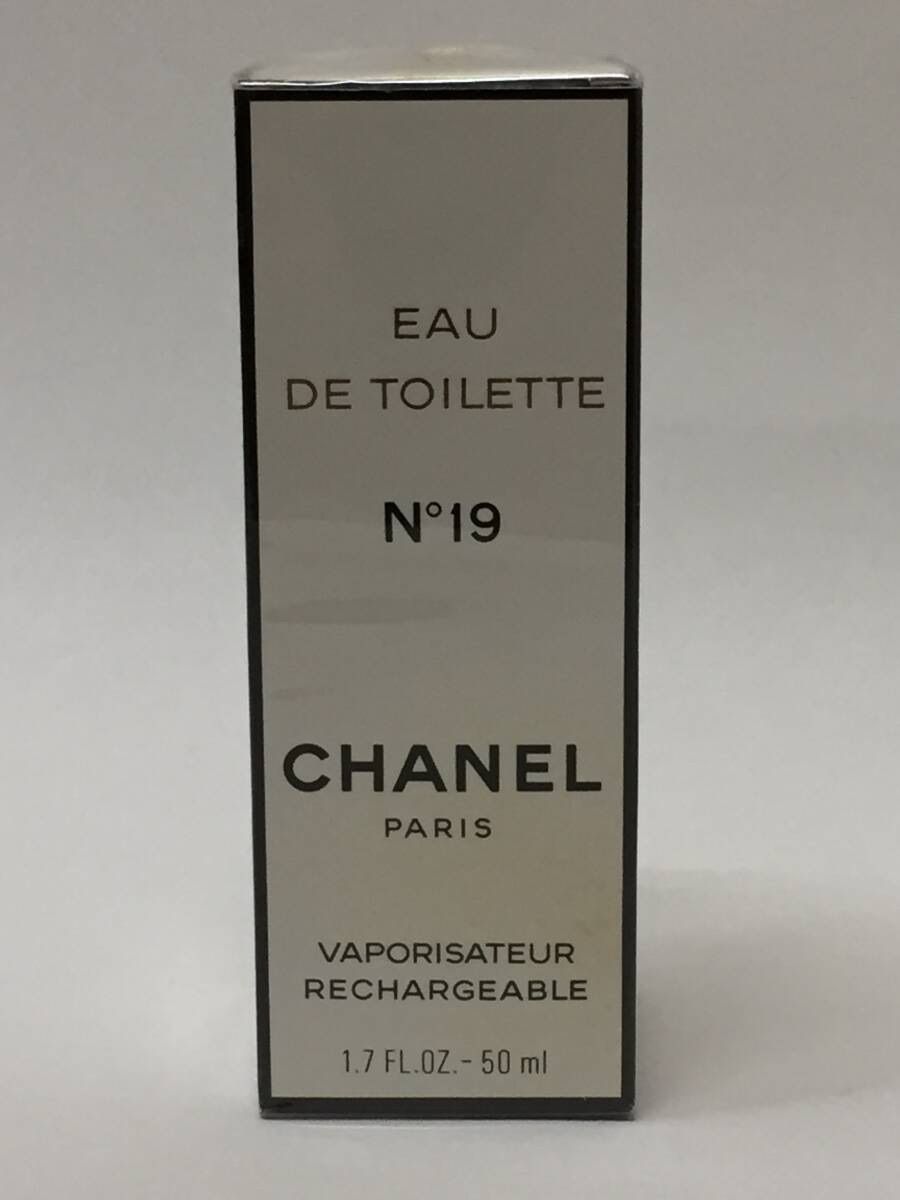 EAU
DE TOILETTE
N°19
CHANEL
PARIS
VAPORISATEUR
RECHARGEABLE
1.7 FL.OZ.- 50 ml